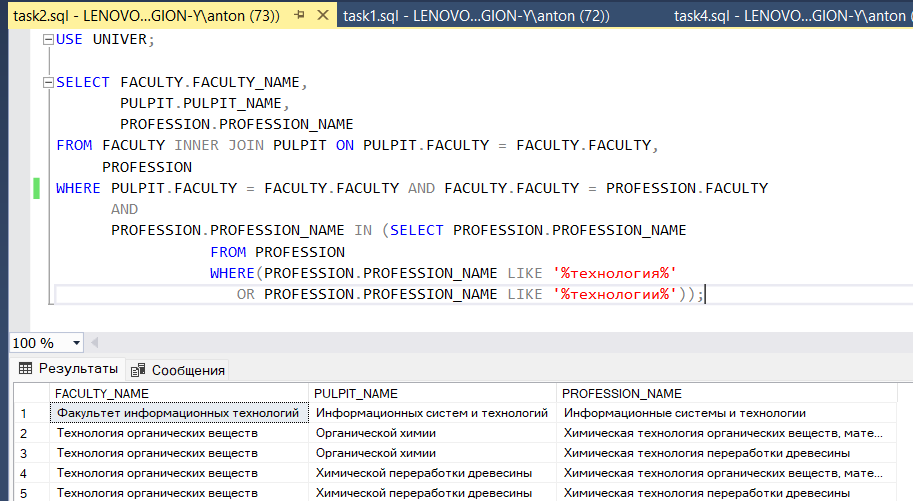 task2.sql - LENOVO...GION-Y\anton (73))
task1.sql - LENOVO...GION-Y\anton (72))
task4.sql - LENOVO...GION-Y\anton
USE UNIVER;
SELECT FACULTY.FACULTY_NAME,
PULPIT.PULPIT_NAME,
PROFESSION.PROFESSION_NAME
FROM FACULTY INNER JOIN PULPIT ON PULPIT.FACULTY = FACULTY.FACULTY,
PROFESSION
WHERE PULPIT.FACULTY = FACULTY.FACULTY AND FACULTY.FACULTY = PROFESSION.FACULTY
AND
PROFESSION.PROFESSION_NAME IN (SELECT PROFESSION.PROFESSION_NAME
FROM PROFESSION
WHERE(PROFESSION.PROFESSION_NAME LIKE '%технология%'
OR PROFESSION.PROFESSION_NAME LIKE '%технологии%'));
100 %
Результаты Сообщения
FACULTY_NAME PULPIT_NAME PROFESSION_NAME
1 Факультет информационных технологий Информационных систем и технологий Информационные системы и технологии
2 Технология органических веществ Органической химии Химическая технология органических веществ, мате...
3 Технология органических веществ Органической химии Химическая технология переработки древесины
4 Технология органических веществ Химической переработки древесины Химическая технология органических веществ, мате...
5 Технология органических веществ Химической переработки древесины Химическая технология переработки древесины